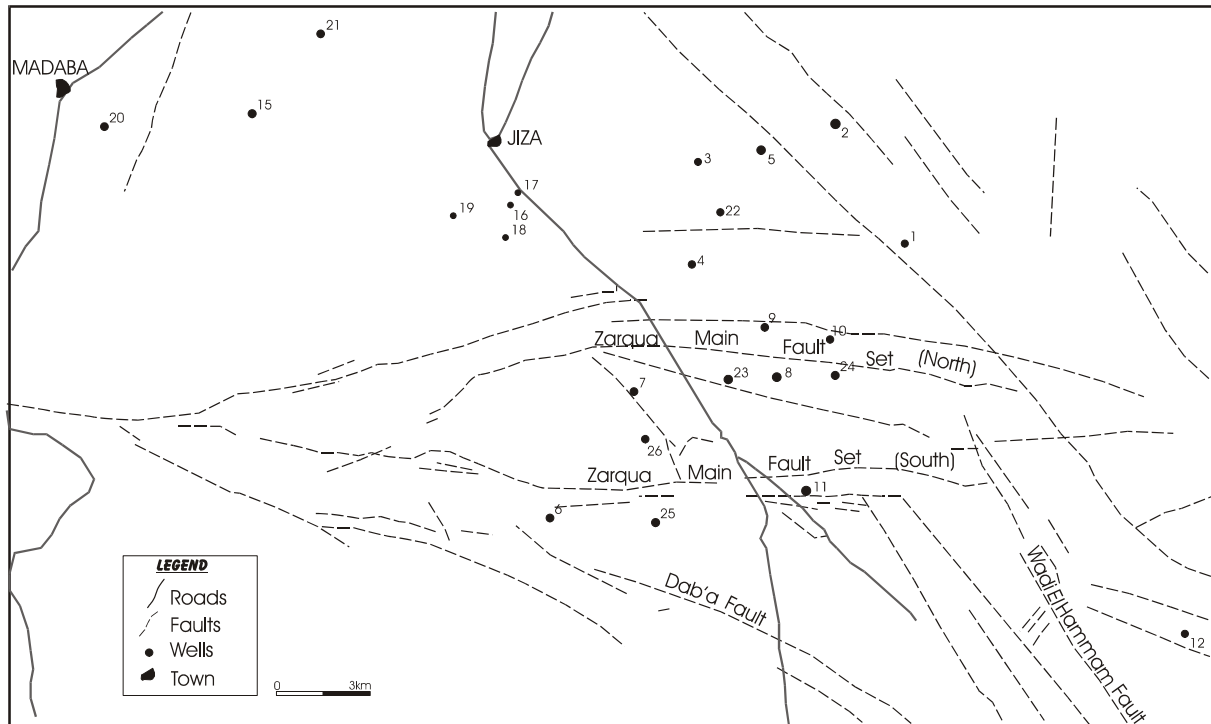 21
MADABA
15
20
JIZA
2
5
3
17
16
22
19
18
1
4
9
10
Zarqua Main Fault Set (North)
23
8
24
7
26
Zarqua Main Fault Set (South)
11
6
25
Dab'a Fault
Wadi El Hammam Fault
12
LEGEND
Roads
Faults
Wells
Town
0 3km